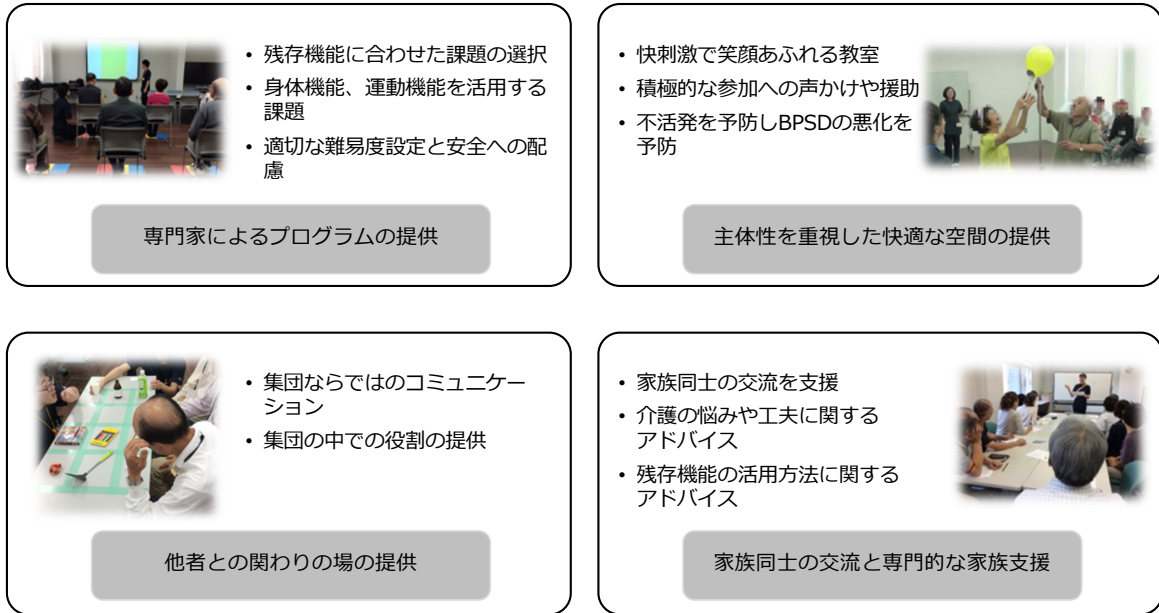 • 残存機能に合わせた課題の選択
• 身体機能、運動機能を活用する
課題
• 適切な難易度設定と安全への配
慮
専門家によるプログラムの提供
• 快刺激で笑顔あふれる教室
• 積極的な参加への声かけや援助
• 不活発を予防しBPSDの悪化を
予防
主体性を重視した快適な空間の提供
• 集団ならではのコミュニケー
ション
• 集団の中での役割の提供
他者との関わりの場の提供
• 家族同士の交流を支援
• 介護の悩みや工夫に関する
アドバイス
• 残存機能の活用方法に関する
アドバイス
家族同士の交流と専門的な家族支援